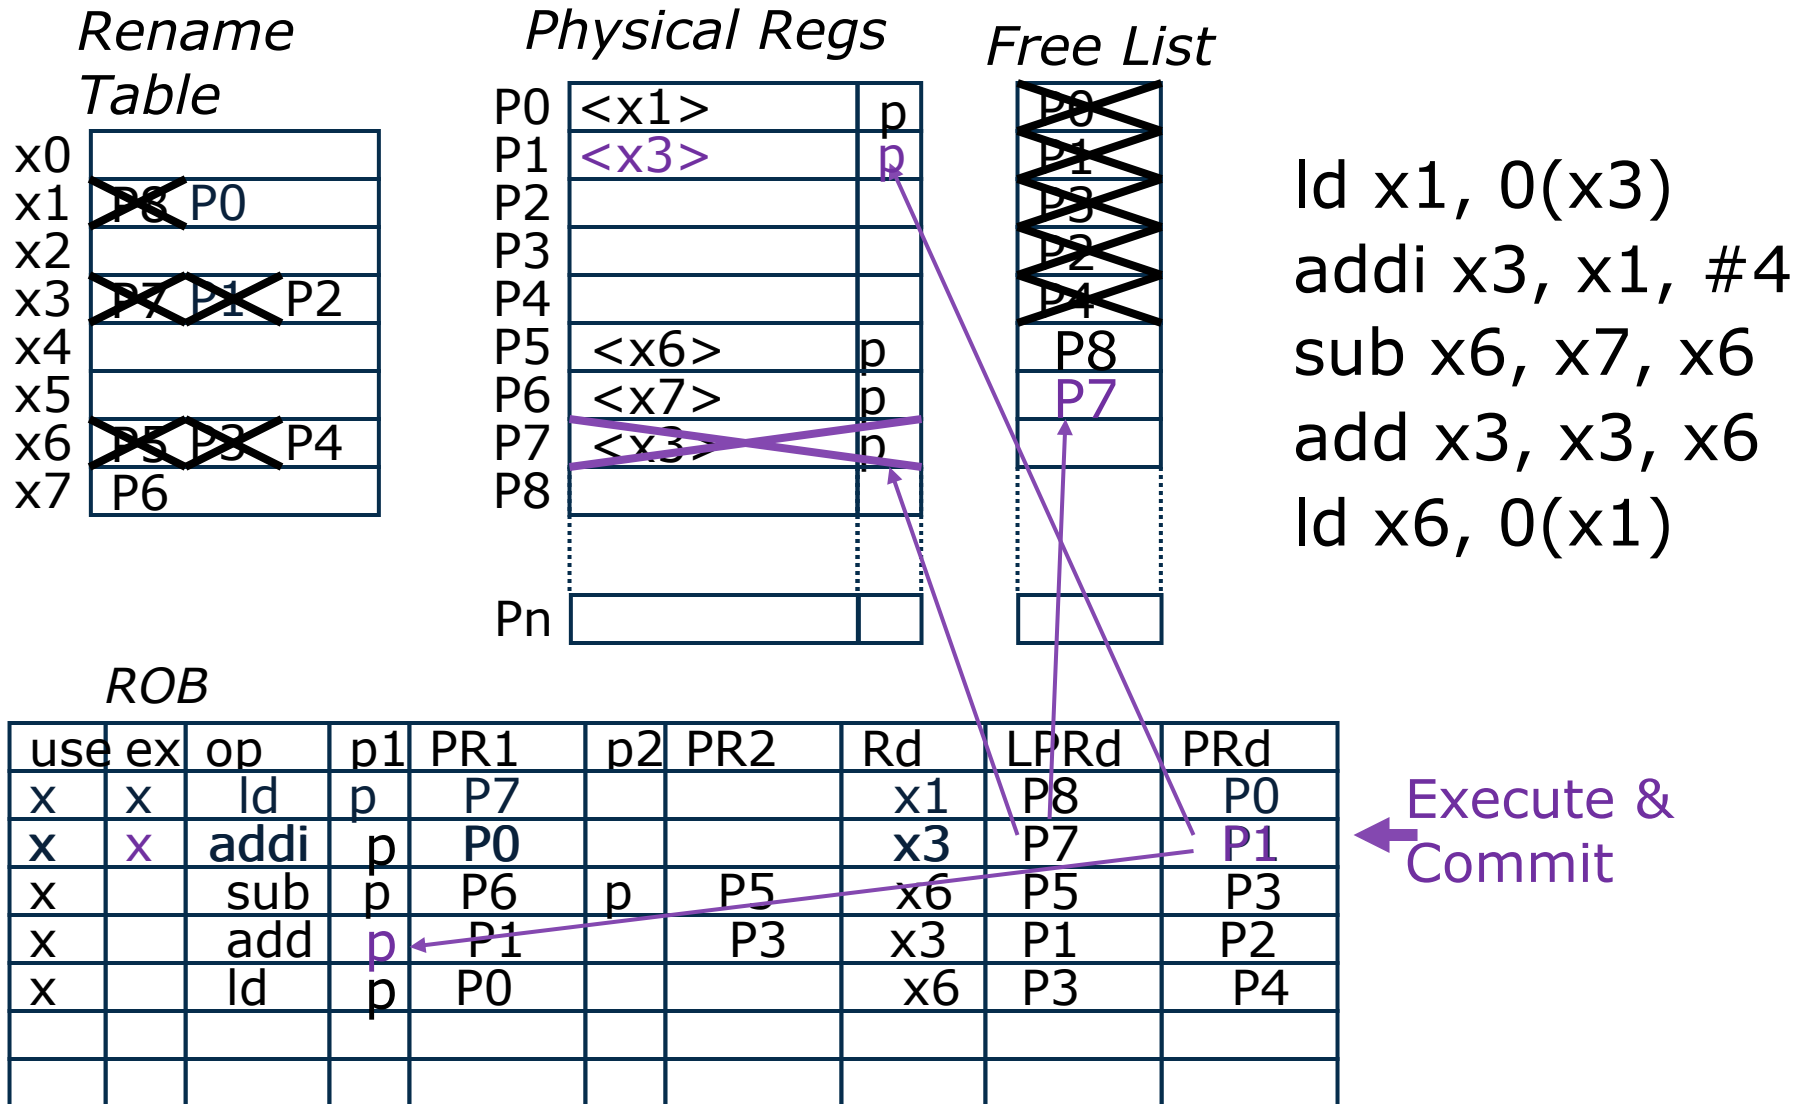 Rename
Table
x0
x1 P8 P0
x2
x3 P7 P1 P2
x4
x5
x6 P5 P3 P4
x7 P6
Physical Regs
P0 <x1> p
P1 <x3> p
P2
P3
P4
P5 <x6> p
P6 <x7> p
P7 <x3> p
P8
Pn
Free List
P0
P1
P3
P2
P4
P8
P7
ld x1, 0(x3)
addi x3, x1, #4
sub x6, x7, x6
add x3, x3, x6
ld x6, 0(x1)
ROB
use ex op p1 PR1 p2 PR2 Rd LPRd PRd
x x ld p P7 x1 P8 P0
x x addi p P0 x3 P7 P1
x sub p P6 p P5 x6 P5 P3
x add p P1 P3 x3 P1 P2
x ld p P0 x6 P3 P4
Execute &
Commit